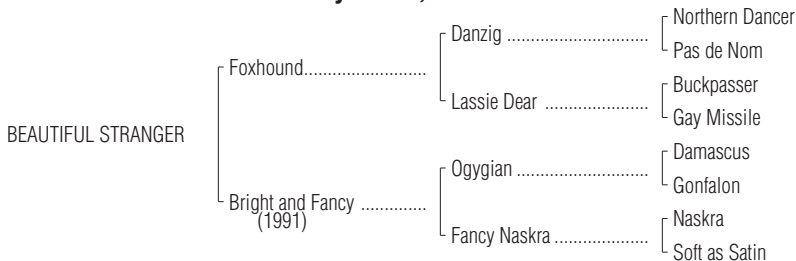 Northern Dancer
Danzig ..............................
Pas de Nom
Foxhound..........................
Buckpasser
Lassie Dear ......................
Gay Missile
BEAUTIFUL STRANGER
Damascus
Ogygian ............................
Gonfalon
Bright and Fancy ..............
(1991)
Naskra
Fancy Naskra ....................
Soft as Satin